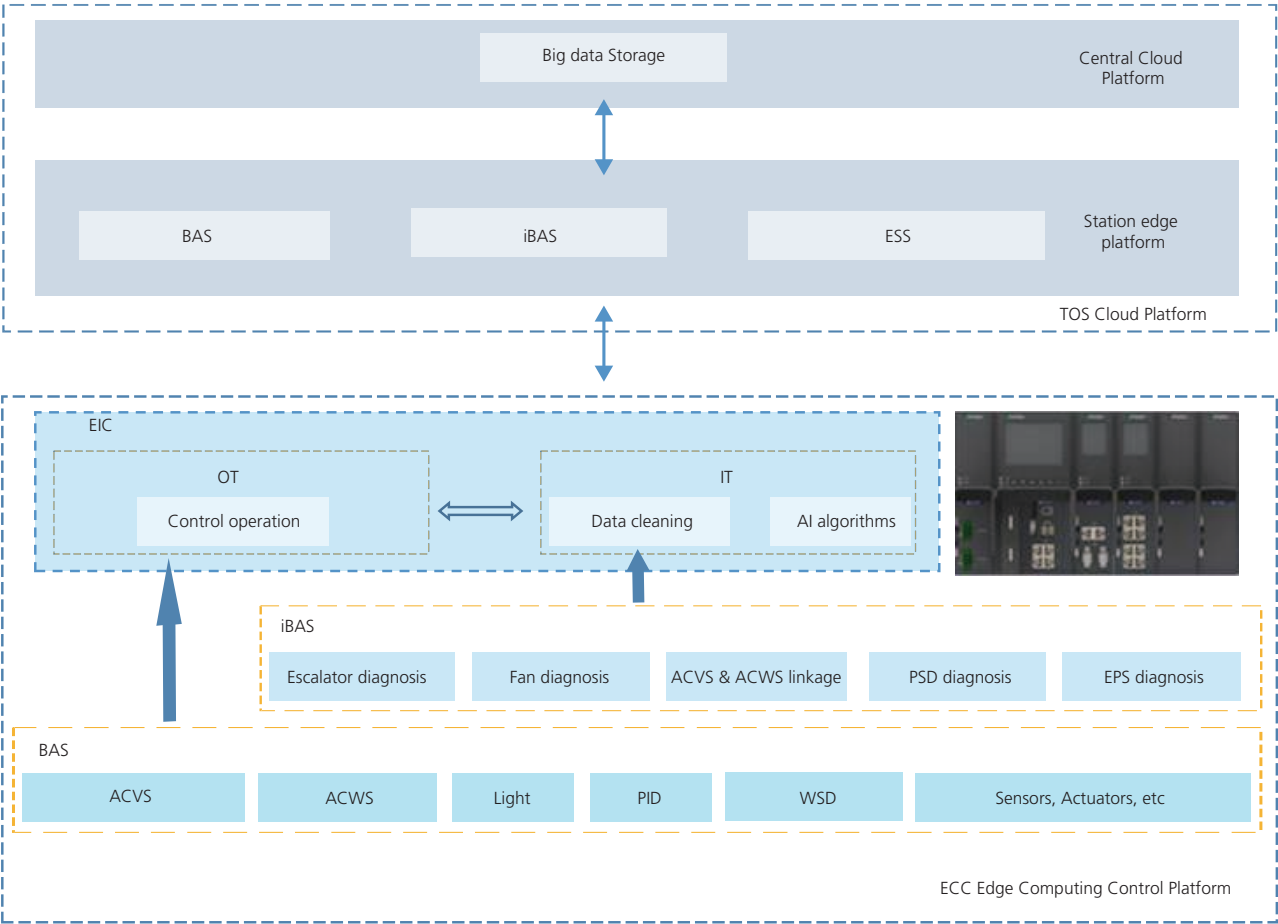 Big data Storage
Central Cloud
Platform
BAS
iBAS
ESS
Station edge
platform
TOS Cloud Platform
EIC
OT
IT
Control operation
Data cleaning
AI algorithms
iBAS
Escalator diagnosis
Fan diagnosis
ACVS & ACWS linkage
PSD diagnosis
EPS diagnosis
BAS
ACVS
ACWS
Light
PID
WSD
Sensors, Actuators, etc
ECC Edge Computing Control Platform